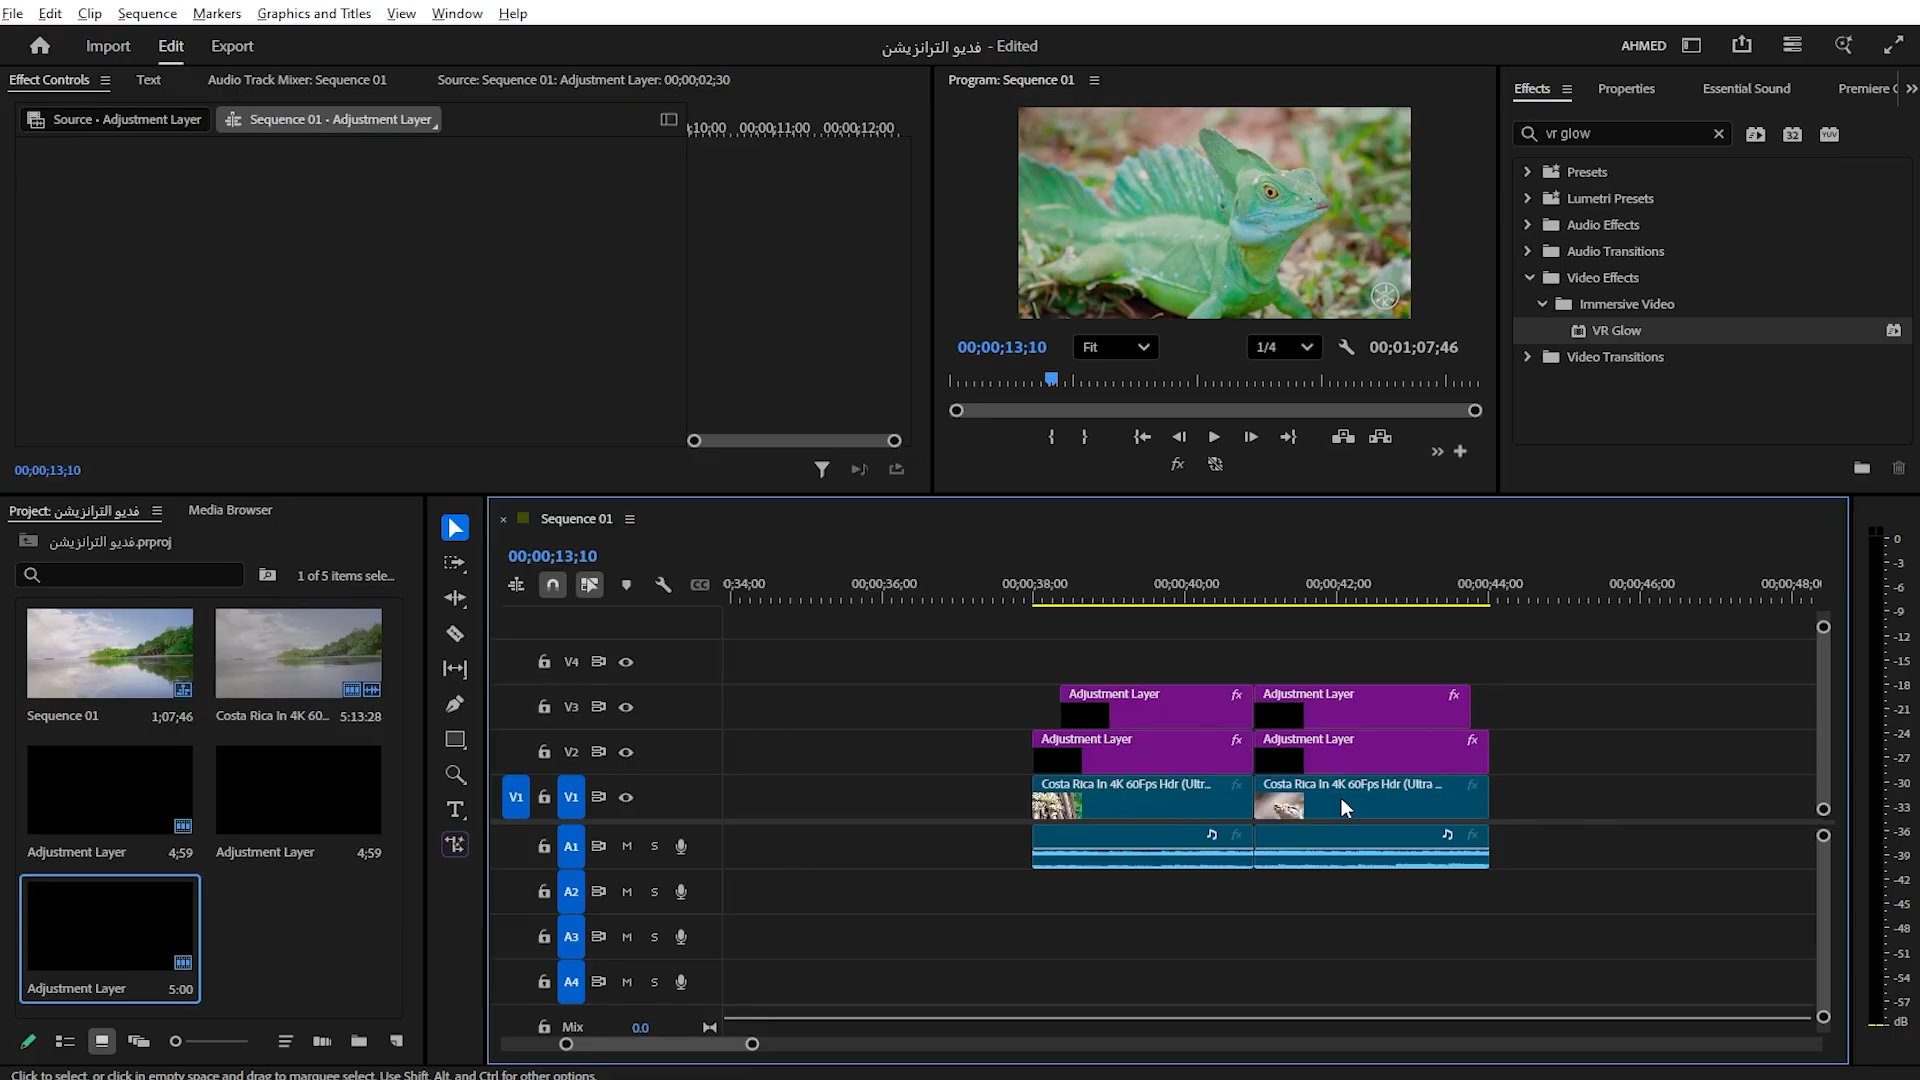 File Edit Clip Sequence Markers Graphics and Titles View Window Help
Import Edit Export
فديو الترانزيشن - Edited
AHMED
Effect Controls Text Audio Track Mixer: Sequence 01 Source: Sequence 01: Adjustment Layer: 00;00;02;30
Source • Adjustment Layer Sequence 01 • Adjustment Layer
;10;00 00;00;11;00 00;00;12;00
00;00;13;10
Program: Sequence 01
00;00;13;10 Fit 1/4 00;01;07;46
Effects Properties Essential Sound Premiere
vr glow
32 YUV
Presets
Lumetri Presets
Audio Effects
Audio Transitions
Video Effects
Immersive Video
VR Glow
Video Transitions
Project: فديو الترانزيشن Media Browser
فديو الترانزيشن.prproj
1 of 5 items sele...
Sequence 01 1;07;46
Costa Rica In 4K 60... 5:13:28
Adjustment Layer 4;59
Adjustment Layer 4;59
Adjustment Layer 5:00
× Sequence 01
00;00;13;10
CC
0;34;00 00;00;36;00 00;00;38;00 00;00;40;00 00;00;42;00 00;00;44;00 00;00;46;00 00;00;48;0
V4
V3 Adjustment Layer fx Adjustment Layer fx
V2 Adjustment Layer fx Adjustment Layer fx
V1 V1 Costa Rica In 4K 60Fps Hdr (Ultr... fx Costa Rica In 4K 60Fps Hdr (Ultra ... fx
A1 M S fx fx
A2 M S
A3 M S
A4 M S
Mix 0.0
0
-3
-6
-9
-12
-15
-18
-21
-24
-27
-30
-33
-36
-39
-42
-45
-48
-51
-54
-57
dB
Click to select, or click in empty space and drag to marquee select. Use Shift, Alt, and Ctrl for other options.